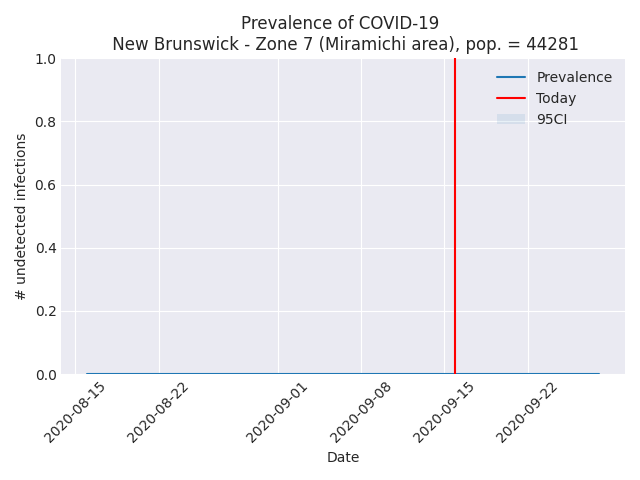 Prevalence of COVID-19
New Brunswick - Zone 7 (Miramichi area), pop. = 44281
Prevalence
Today
95CI
# undetected infections
1.0
0.8
0.6
0.4
0.2
0.0
2020-08-15
2020-08-22
2020-09-01
2020-09-08
2020-09-15
2020-09-22
Date